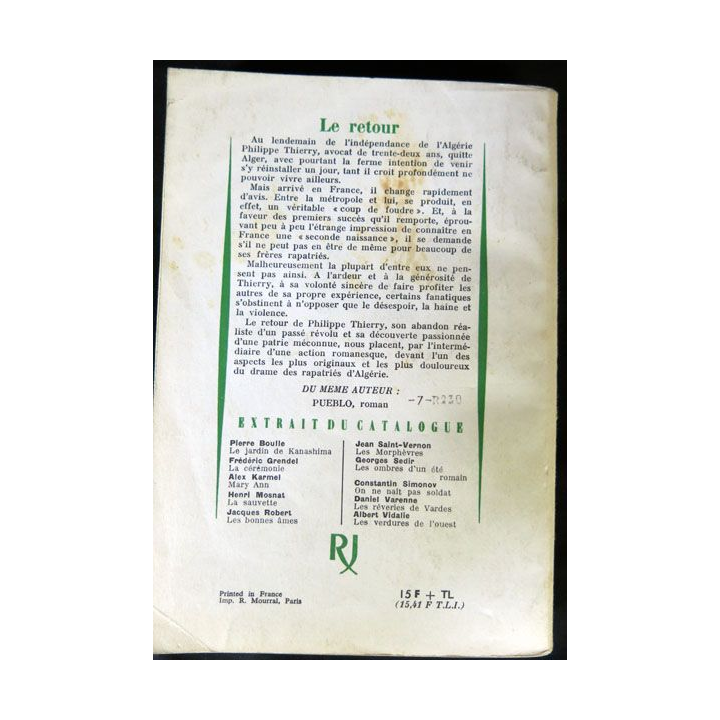 Le retour
Au lendemain de l'indépendance de l'Algérie
Philippe Thierry, avocat de trente-deux ans, quitte
Alger, avec pourtant la ferme intention de venir
s'y réinstaller un jour, tant il croit profondément ne
pouvoir vivre ailleurs.
Mais arrivé en France, il change rapidement
d'avis. Entre la métropole et lui, se produit, en
effet, un véritable « coup de foudre ». Et, à la
faveur des premiers succès qu'il remporte, éprou-
vant peu à peu l'étrange impression de connaître en
France une « seconde naissance », il se demande
s'il ne peut pas en être de même pour beaucoup de
ses frères rapatriés.
Malheureusement la plupart d'entre eux ne pen-
sent pas ainsi. A l'ardeur et à la générosité de
Thierry, à sa volonté sincère de faire profiter les
autres de sa propre expérience, certains fanatiques
s'obstinent à n'opposer que le désespoir, la haine et
la violence.
Le retour de Philippe Thierry, son abandon réa-
liste d'un passé révolu et sa découverte passionnée
d'une patrie méconnue, nous placent, par l'intermé-
diaire d'une action romanesque, devant l'un des
aspects les plus originaux et les plus douloureux
du drame des rapatriés d'Algérie.
DU MEME AUTEUR :
PUEBLO, roman
-7-R230
EXTRAIT DU CATALOGUE
Pierre Boulle
Le jardin de Kanashima
Frédéric Grendel
La cérémonie
Alex Karmel
Mary Ann
Henri Mosnat
La sauvette
Jacques Robert
Les bonnes âmes
Jean Saint-Vernon
Les Morphèvres
Georges Sedir
Les ombres d'un été
romain
Constantin Simonov
On ne naît pas soldat
Daniel Varenne
Les rêveries de Vardes
Albert Vidalie
Les verdures de l'ouest
RJ
Printed in France
Imp. R. Mourral, Paris
15 F + TL
(15,41 F T.L.I.)